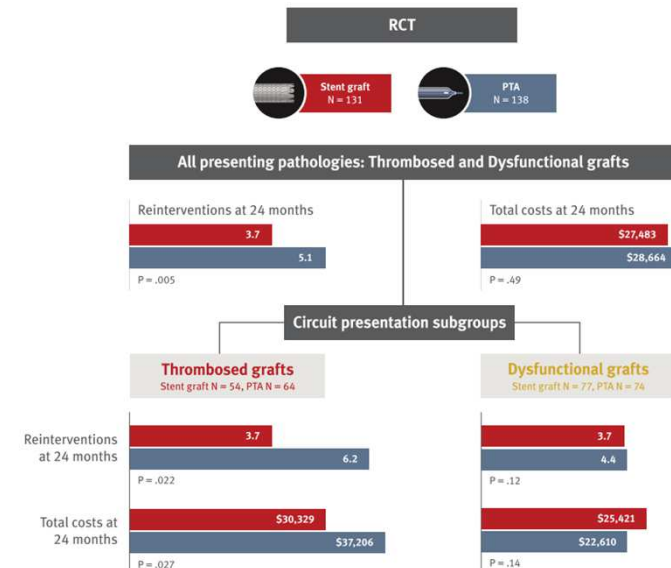 RCT
Stent graft
N = 131
PTA
N = 138
All presenting pathologies: Thrombosed and Dysfunctional grafts
Reinterventions at 24 months
3.7
5.1
P = .005
Total costs at 24 months
$27,483
$28,664
P = .49
Circuit presentation subgroups
Thrombosed grafts
Stent graft N = 54, PTA N = 64
Dysfunctional grafts
Stent graft N = 77, PTA N = 74
Reinterventions
at 24 months
3.7
6.2
P = .022
3.7
4.4
P = .12
Total costs at
24 months
$30,329
$37,206
P = .027
$25,421
$22,610
P = .14